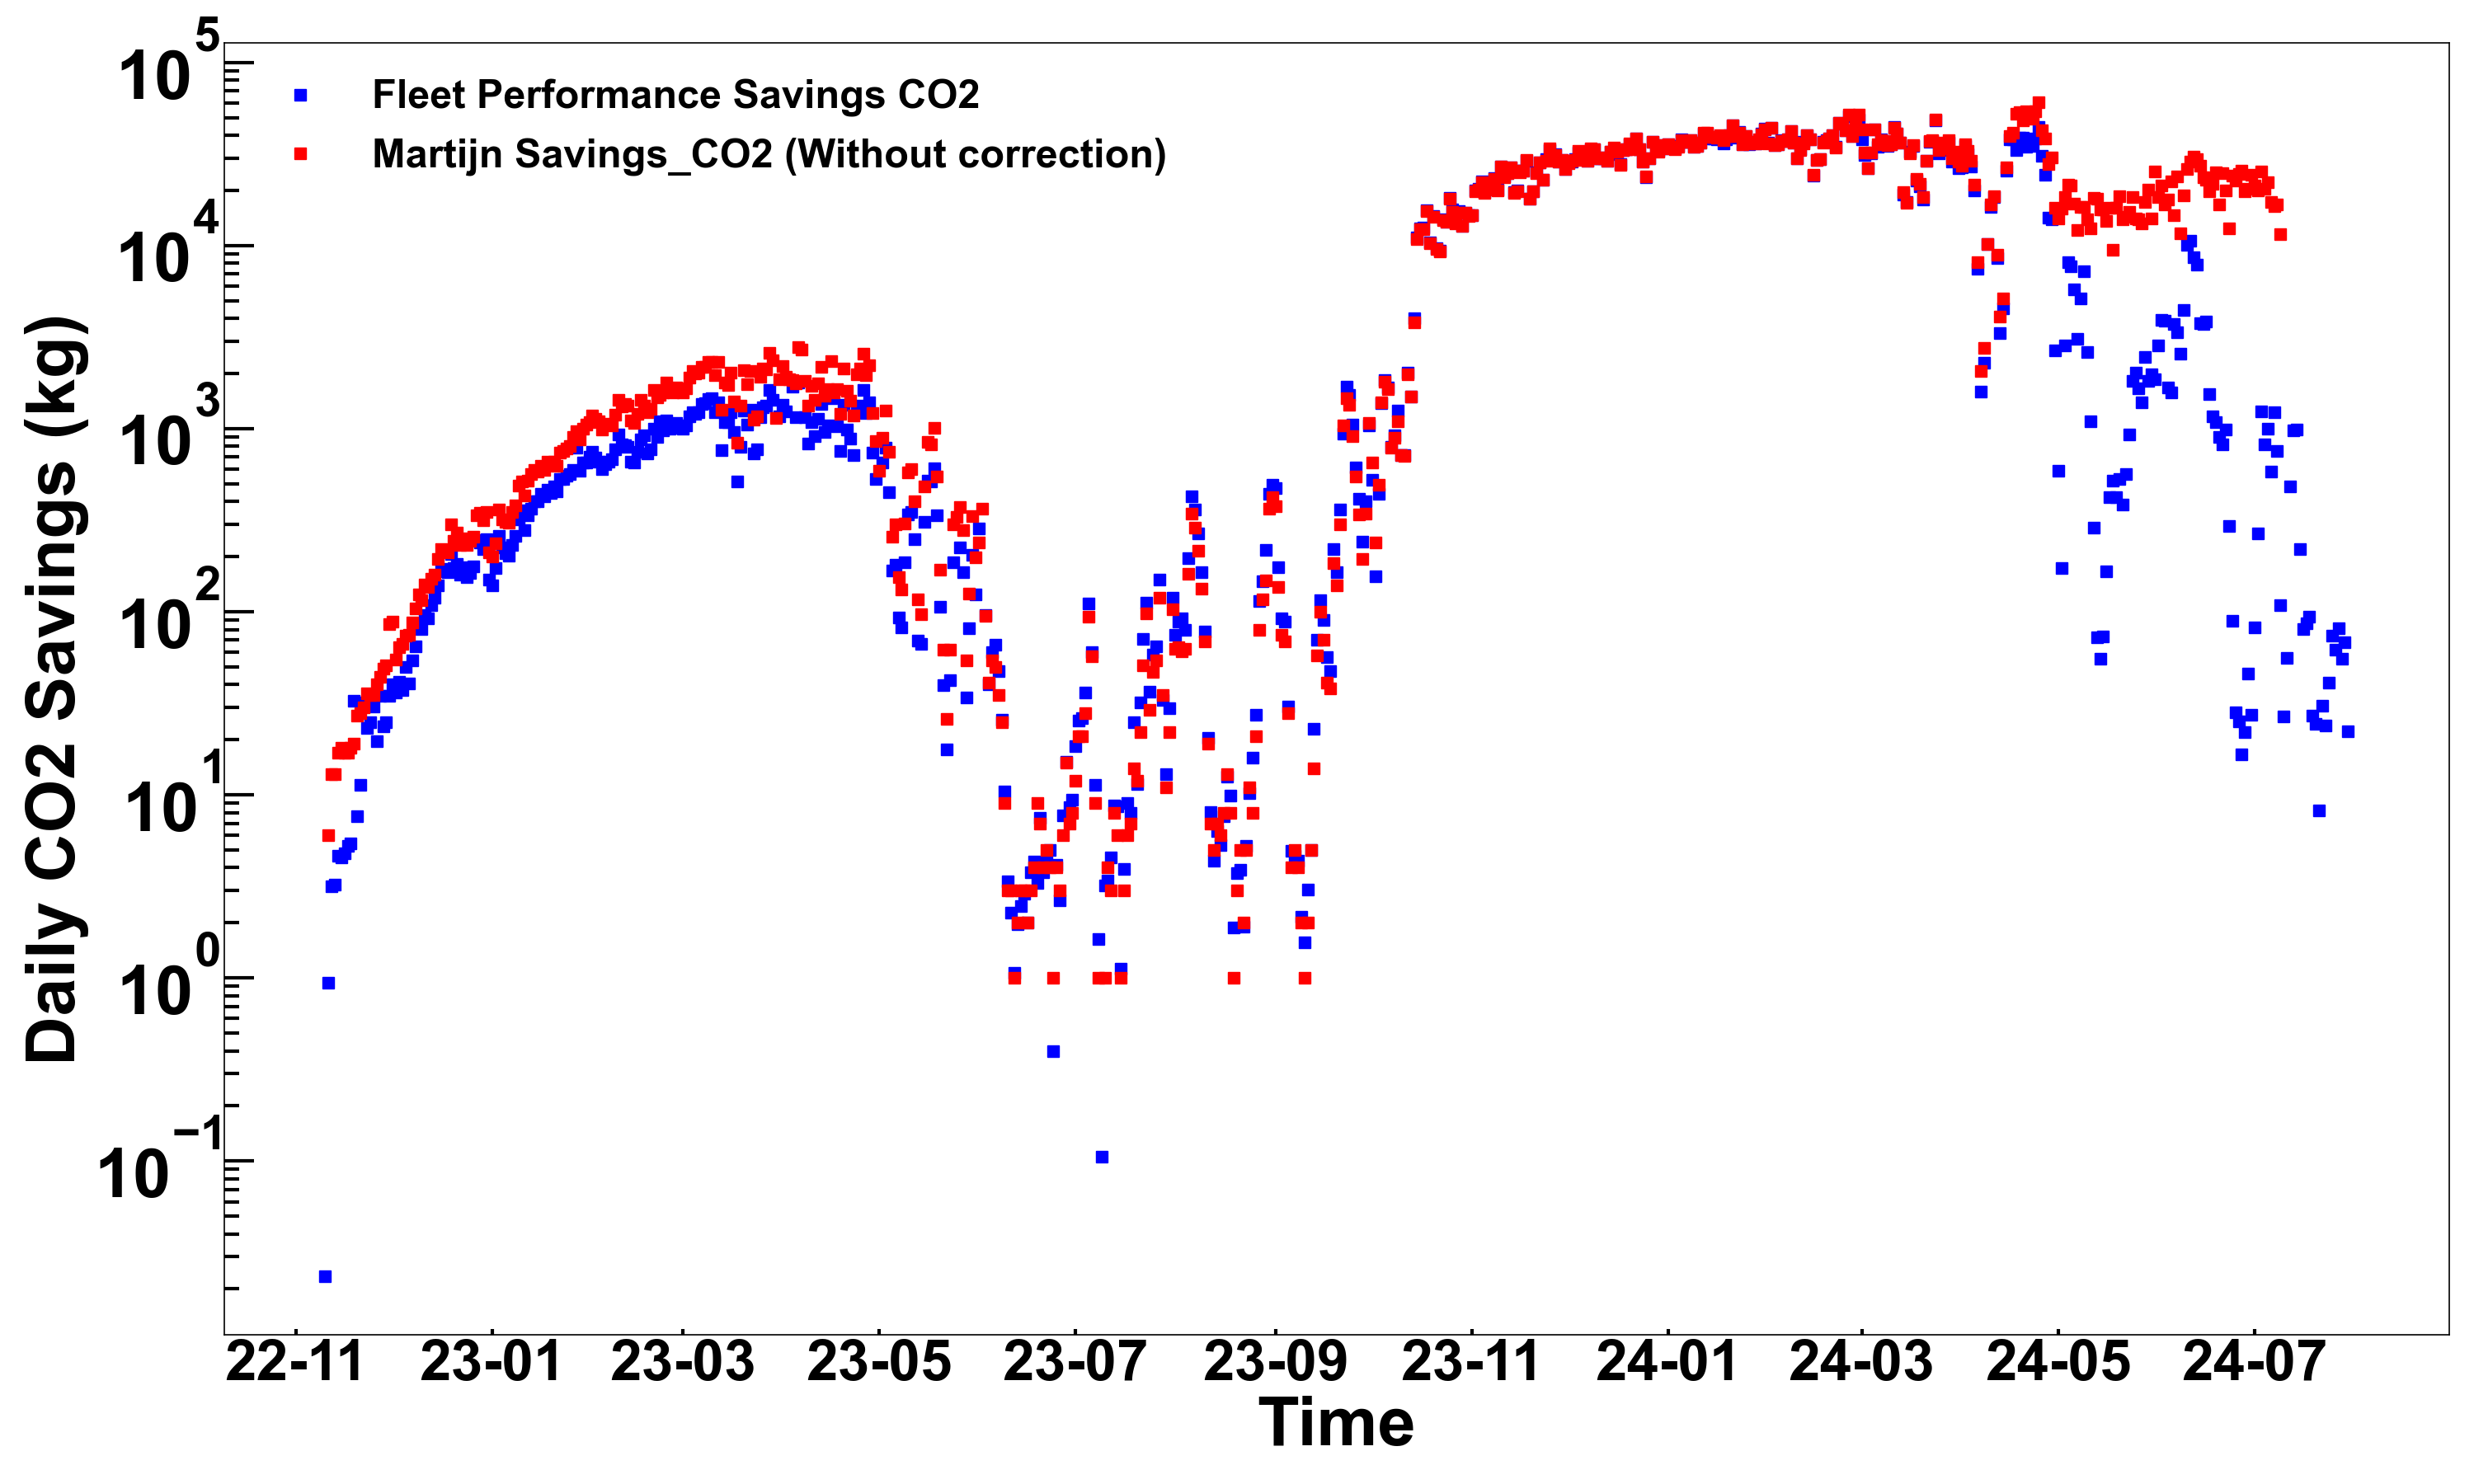 Daily CO2 Savings (kg)
10^5
10^4
10^3
10^2
10^1
10^0
10^−1
Fleet Performance Savings CO2
Martijn Savings_CO2 (Without correction)
22-11 23-01 23-03 23-05 23-07 23-09 23-11 24-01 24-03 24-05 24-07
Time